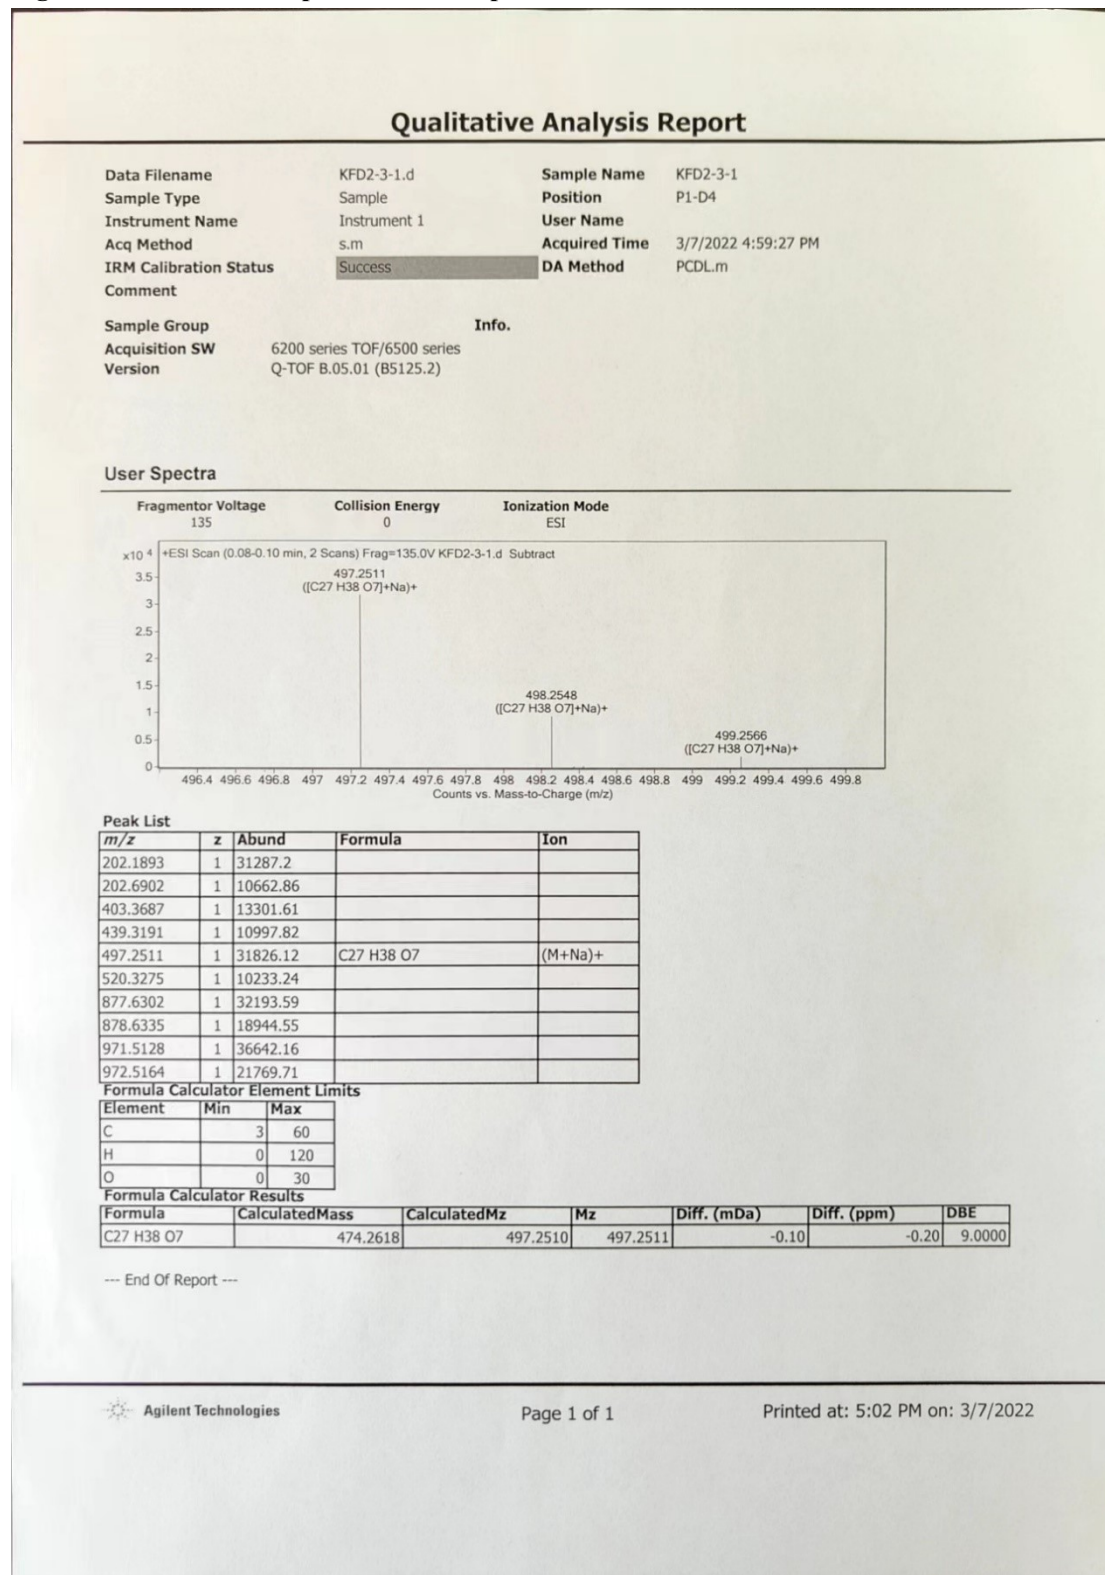 Qualitative Analysis Report
Data Filename KFD2-3-1.d Sample Name KFD2-3-1
Sample Type Sample Position P1-D4
Instrument Name Instrument 1 User Name
Acq Method s.m Acquired Time 3/7/2022 4:59:27 PM
IRM Calibration Status Success DA Method PCDL.m
Comment
Sample Group Info.
Acquisition SW 6200 series TOF/6500 series
Version Q-TOF B.05.01 (B5125.2)
User Spectra
Fragmentor Voltage Collision Energy Ionization Mode
135 0 ESI
x10 4 +ESI Scan (0.08-0.10 min, 2 Scans) Frag=135.0V KFD2-3-1.d Subtract
3.5
3
2.5
2
1.5
1
0.5
0
497.2511
([C27 H38 O7]+Na)+
498.2548
([C27 H38 O7]+Na)+
499.2566
([C27 H38 O7]+Na)+
496.4 496.6 496.8 497 497.2 497.4 497.6 497.8 498 498.2 498.4 498.6 498.8 499 499.2 499.4 499.6 499.8
Counts vs. Mass-to-Charge (m/z)
Peak List
m/z z Abund Formula Ion
202.1893 1 31287.2
202.6902 1 10662.86
403.3687 1 13301.61
439.3191 1 10997.82
497.2511 1 31826.12 C27 H38 O7 (M+Na)+
520.3275 1 10233.24
877.6302 1 32193.59
878.6335 1 18944.55
971.5128 1 36642.16
972.5164 1 21769.71
Formula Calculator Element Limits
Element Min Max
C 3 60
H 0 120
O 0 30
Formula Calculator Results
Formula CalculatedMass CalculatedMz Mz Diff. (mDa) Diff. (ppm) DBE
C27 H38 O7 474.2618 497.2510 497.2511 -0.10 -0.20 9.0000
--- End Of Report ---
Agilent Technologies Page 1 of 1 Printed at: 5:02 PM on: 3/7/2022